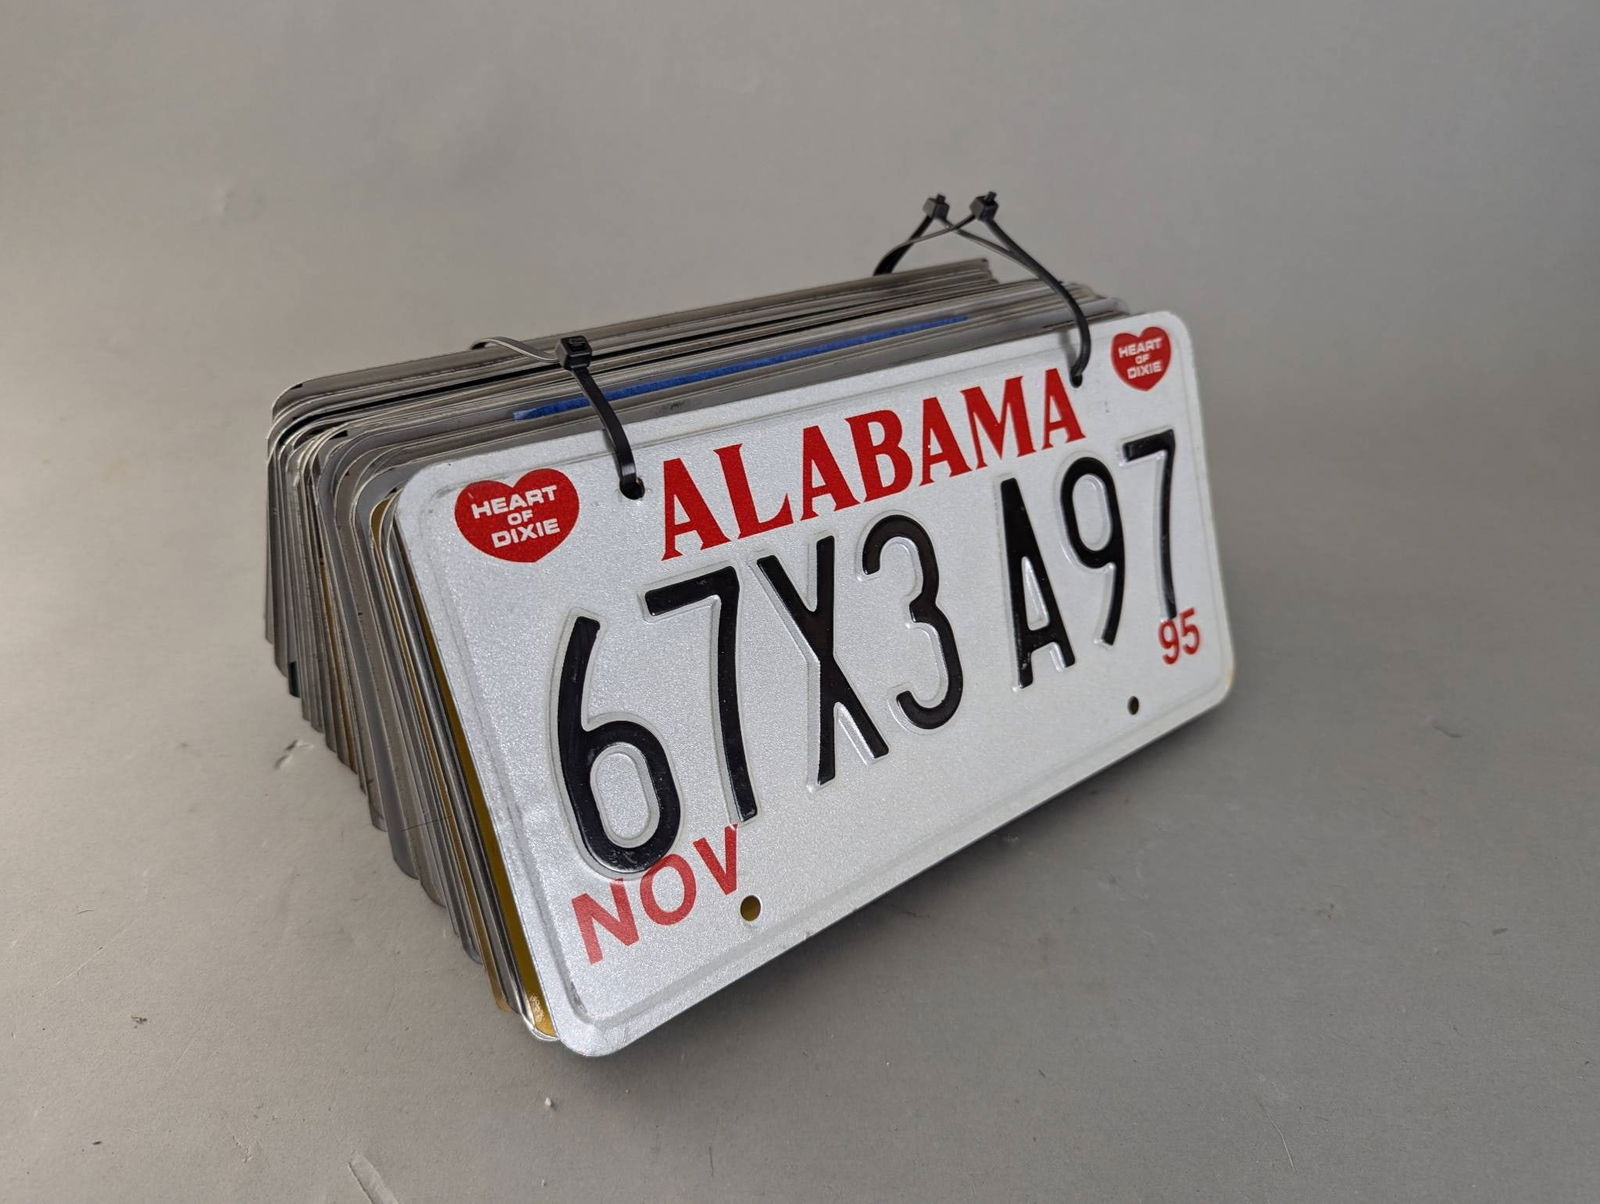 HEART
OF
DIXIE
ALABAMA
HEART
OF
DIXIE
67X3 A97
NOV
95